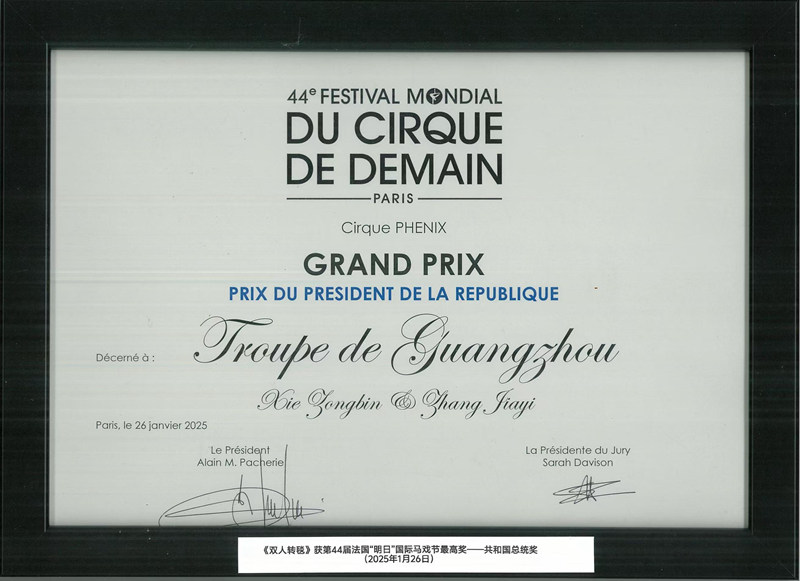 44e FESTIVAL MONDIAL
DU CIRQUE
DE DEMAIN
PARIS
Cirque PHENIX
GRAND PRIX
PRIX DU PRESIDENT DE LA REPUBLIQUE
Décerné à : Troupe de Guangzhou
Xie Zongbin & Zhang Jiayi
Paris, le 26 janvier 2025
Le Président
Alain M. Pacherie
La Présidente du Jury
Sarah Davison
《双人转毯》获第44届法国“明日”国际马戏节最高奖——共和国总统奖
（2025年1月26日）